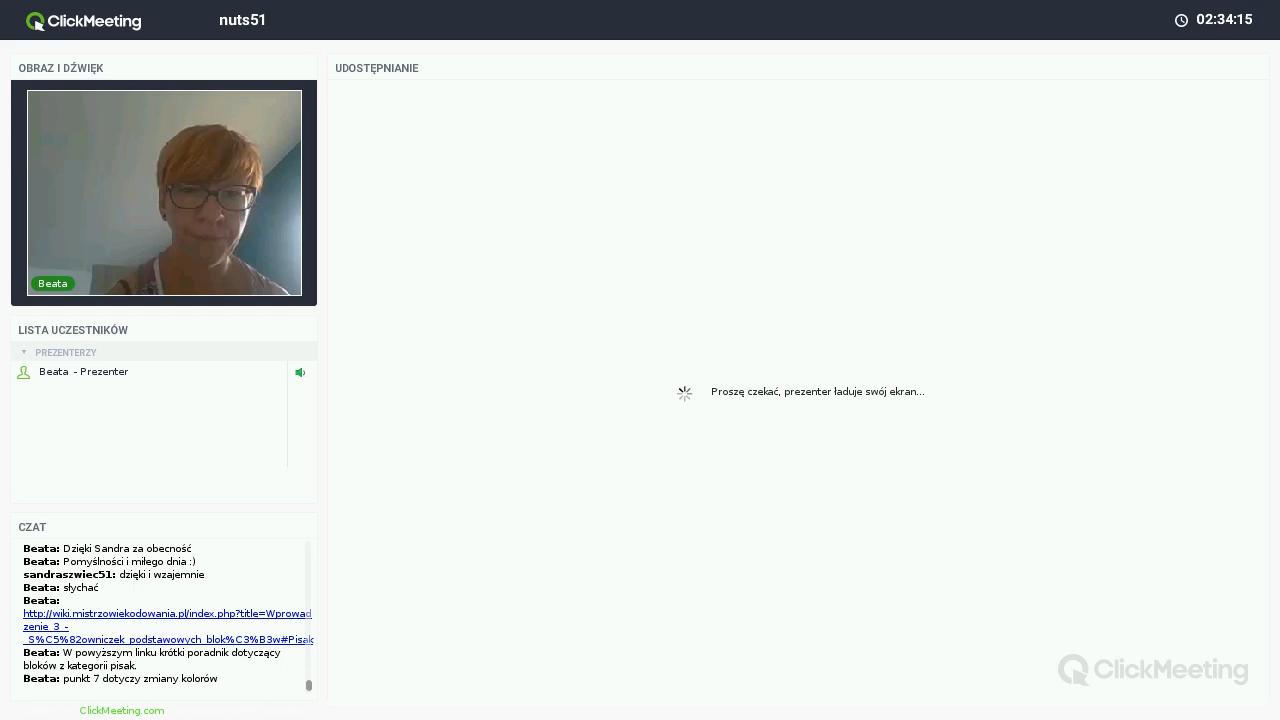 ClickMeeting
nuts51
02:34:15
OBRAZ I DŹWIĘK
Beata
LISTA UCZESTNIKÓW
PREZENTERZY
Beata - Prezenter
CZAT
Beata: Dzięki Sandra za obecność
Beata: Pomyślności i miłego dnia :)
sandraszwiec51: dzięki i wzajemnie
Beata: słychać
Beata:
http://wiki.mistrzowiekodowania.pl/index.php?title=Wprowad
zenie_3_-
_S%C5%82owniczek_podstawowych_blok%C3%B3w#Pisak
Beata: W powyższym linku krótki poradnik dotyczący
bloków z kategorii pisak.
Beata: punkt 7 dotyczy zmiany kolorów
ClickMeeting.com
UDOSTĘPNIANIE
Proszę czekać, prezenter ładuje swój ekran...
ClickMeeting